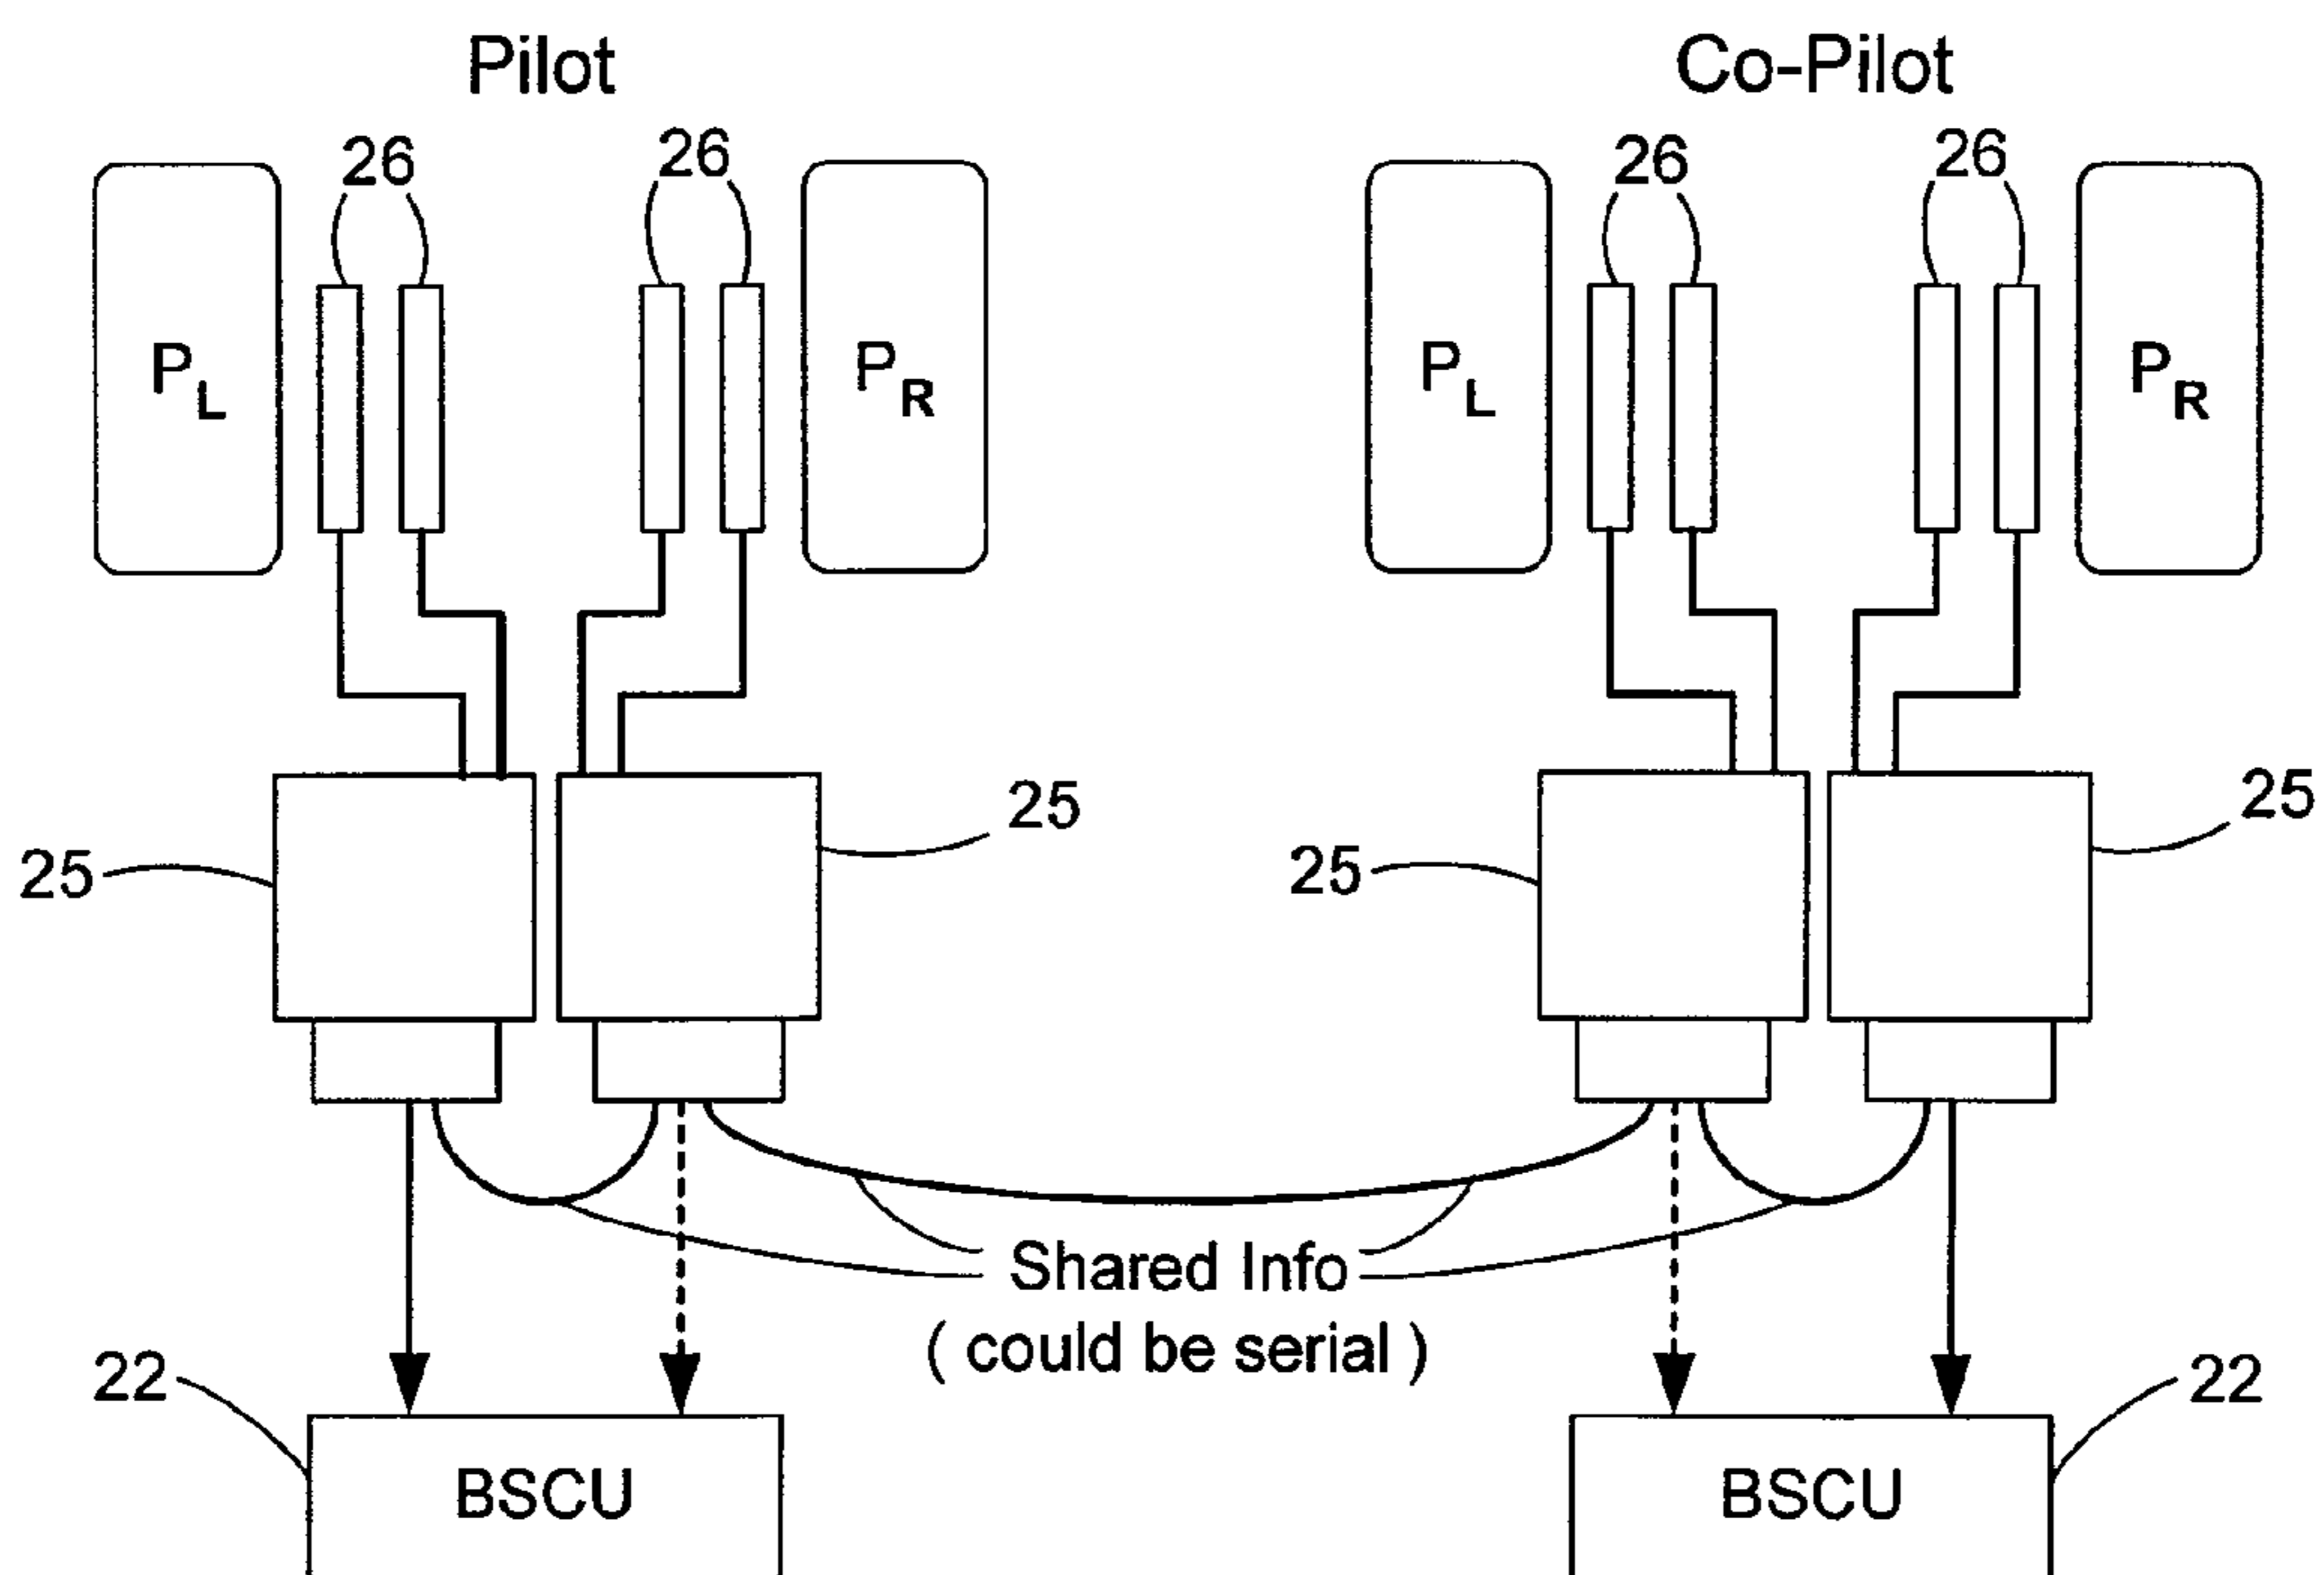 Pilot
Co-Pilot
26
26
26
26
PL
PR
PL
PR
25
25
25
25
Shared Info
( could be serial )
22
22
BSCU
BSCU